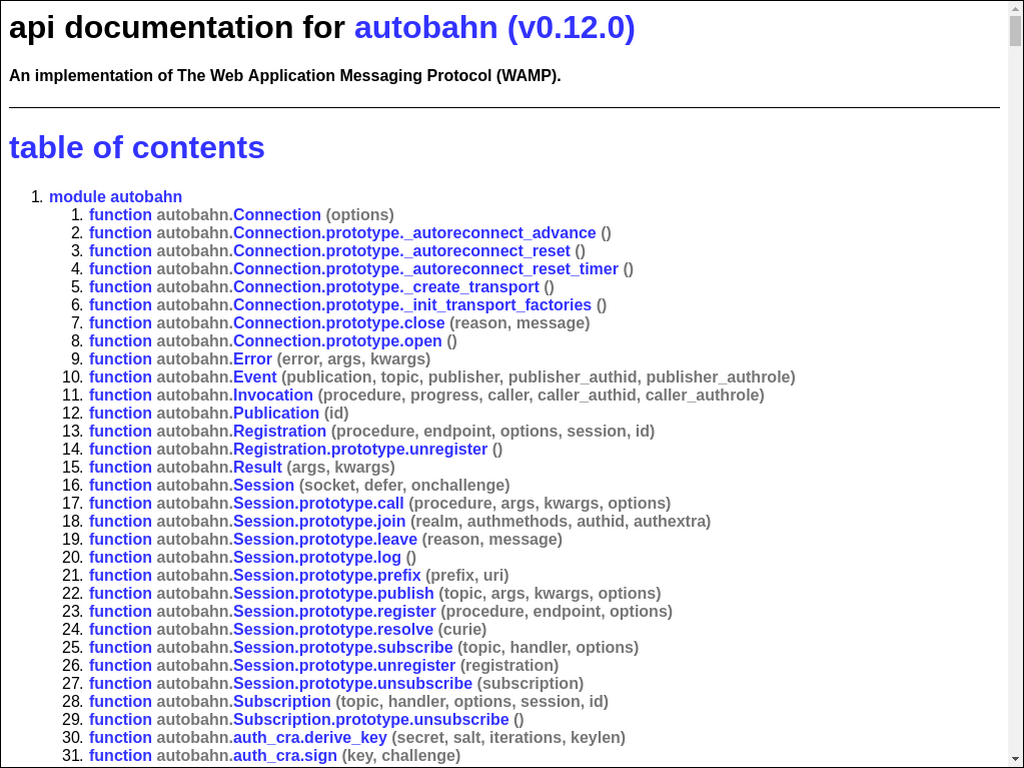 api documentation for autobahn (v0.12.0)
An implementation of The Web Application Messaging Protocol (WAMP).
table of contents
1. module autobahn
1. function autobahn.Connection (options)
2. function autobahn.Connection.prototype._autoreconnect_advance ()
3. function autobahn.Connection.prototype._autoreconnect_reset ()
4. function autobahn.Connection.prototype._autoreconnect_reset_timer ()
5. function autobahn.Connection.prototype._create_transport ()
6. function autobahn.Connection.prototype._init_transport_factories ()
7. function autobahn.Connection.prototype.close (reason, message)
8. function autobahn.Connection.prototype.open ()
9. function autobahn.Error (error, args, kwargs)
10. function autobahn.Event (publication, topic, publisher, publisher_authid, publisher_authrole)
11. function autobahn.Invocation (procedure, progress, caller, caller_authid, caller_authrole)
12. function autobahn.Publication (id)
13. function autobahn.Registration (procedure, endpoint, options, session, id)
14. function autobahn.Registration.prototype.unregister ()
15. function autobahn.Result (args, kwargs)
16. function autobahn.Session (socket, defer, onchallenge)
17. function autobahn.Session.prototype.call (procedure, args, kwargs, options)
18. function autobahn.Session.prototype.join (realm, authmethods, authid, authextra)
19. function autobahn.Session.prototype.leave (reason, message)
20. function autobahn.Session.prototype.log ()
21. function autobahn.Session.prototype.prefix (prefix, uri)
22. function autobahn.Session.prototype.publish (topic, args, kwargs, options)
23. function autobahn.Session.prototype.register (procedure, endpoint, options)
24. function autobahn.Session.prototype.resolve (curie)
25. function autobahn.Session.prototype.subscribe (topic, handler, options)
26. function autobahn.Session.prototype.unregister (registration)
27. function autobahn.Session.prototype.unsubscribe (subscription)
28. function autobahn.Subscription (topic, handler, options, session, id)
29. function autobahn.Subscription.prototype.unsubscribe ()
30. function autobahn.auth_cra.derive_key (secret, salt, iterations, keylen)
31. function autobahn.auth_cra.sign (key, challenge)